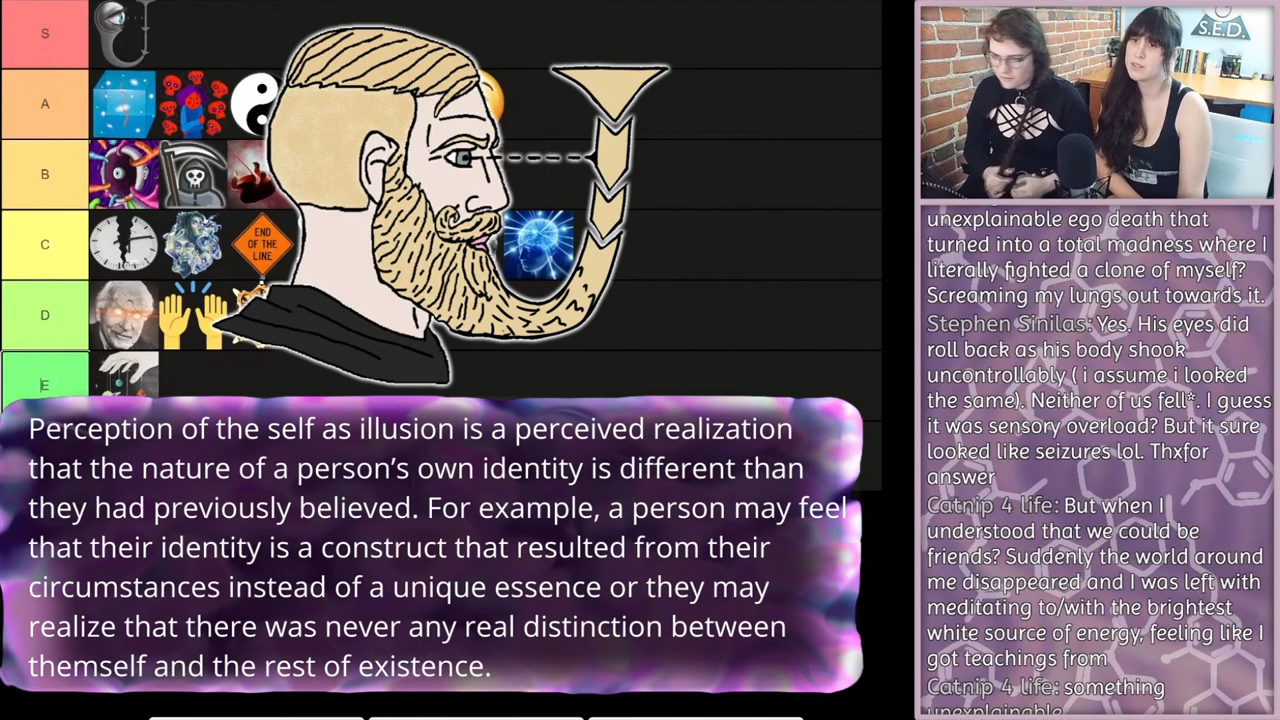 S
A
B
C
D
E
END
OF THE
LINE
Perception of the self as illusion is a perceived realization
that the nature of a person’s own identity is different than
they had previously believed. For example, a person may feel
that their identity is a construct that resulted from their
circumstances instead of a unique essence or they may
realize that there was never any real distinction between
themself and the rest of existence.
S.E.D.
unexplainable ego death that
turned into a total madness where I
literally fighted a clone of myself?
Screaming my lungs out towards it.
Stephen Sinilas: Yes. His eyes did
roll back as his body shook
uncontrollably ( i assume i looked
the same). Neither of us fell*. I guess
it was sensory overload? But it sure
looked like seizures lol. Thxfor
answer
Catnip 4 life: But when I
understood that we could be
friends? Suddenly the world around
me disappeared and I was left with
meditating to/with the brightest
white source of energy, feeling like I
got teachings from
Catnip 4 life: something
unexplainable